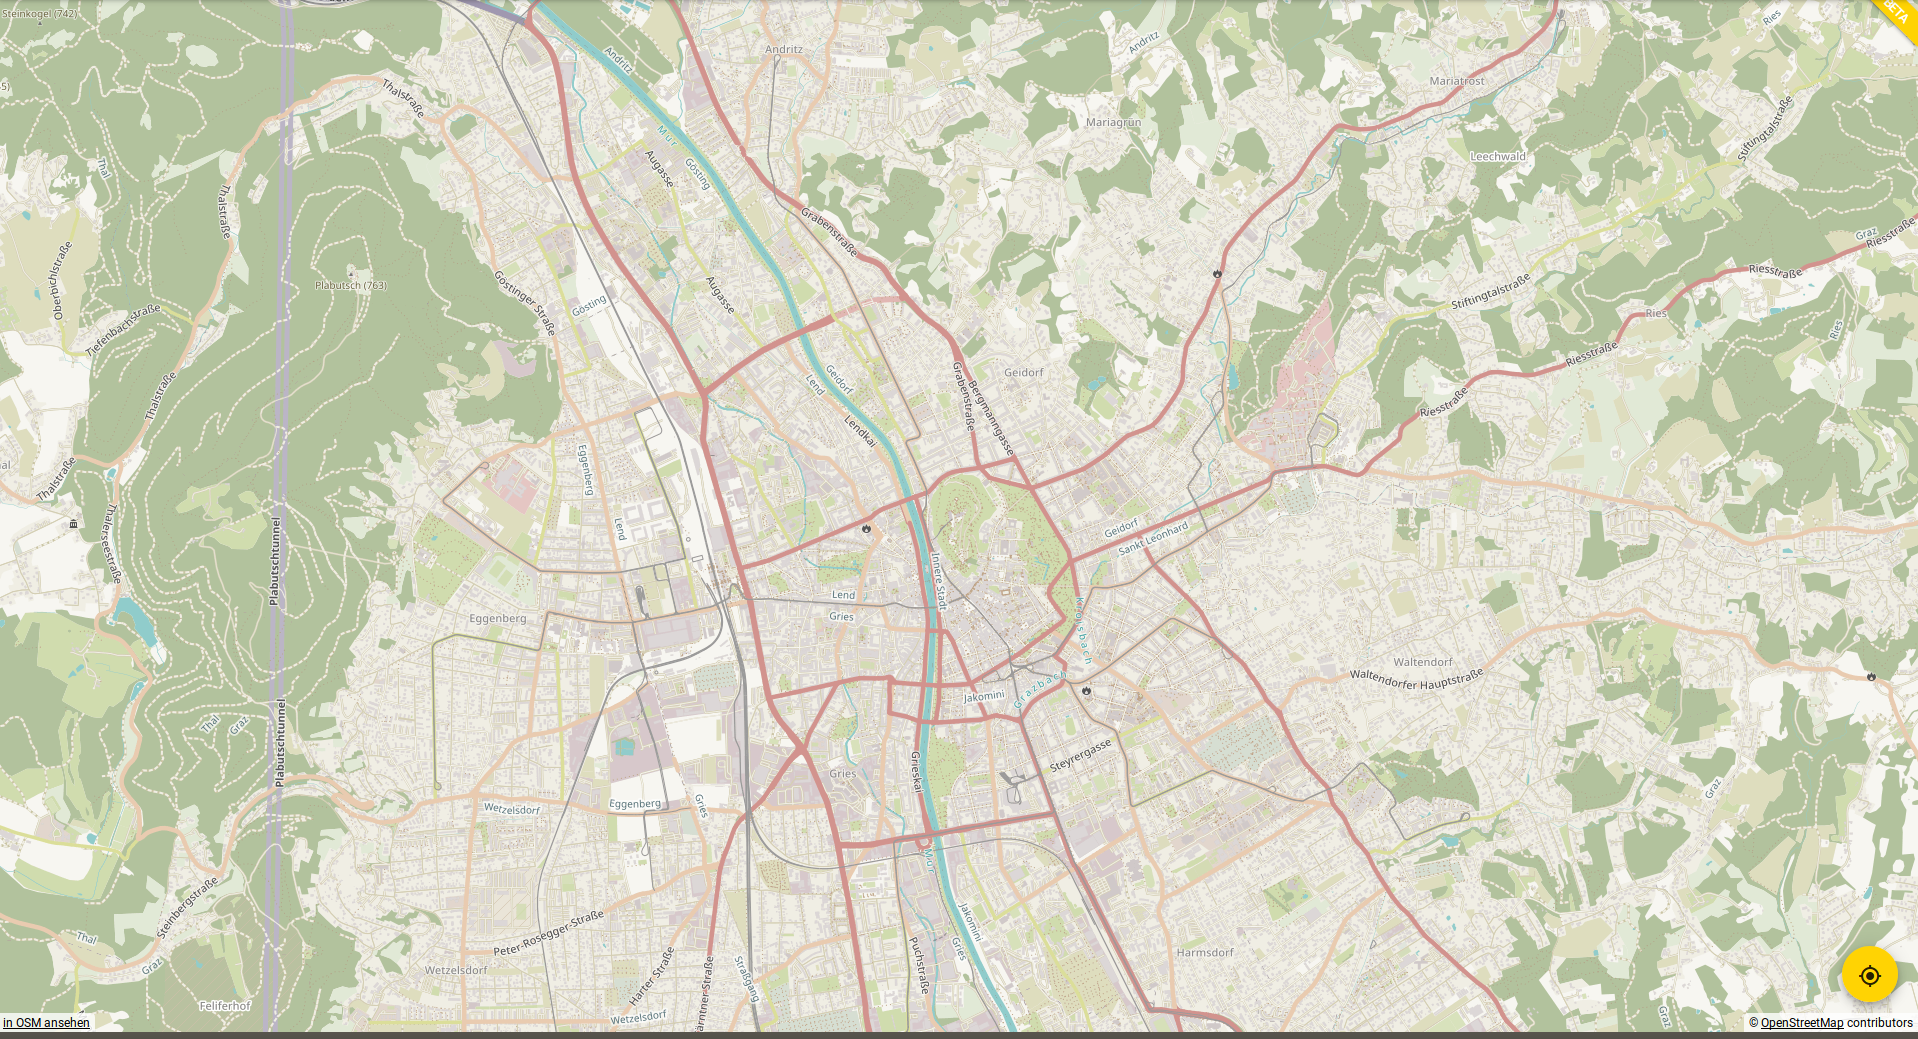 Steinkogel (742)
BETA
Ries
Andritz
Andritz
Andritz
Mariatrost
Thalstraße
Stiftingtalstraße
Mariagrün
Mur
Augasse
Gösting
Leechwald
Thal
Thalstraße
Grabenstraße
Graz
Riesstraße
Oberbichlstraße
Plabutsch (763)
Göstinger Straße
Gösting
Augasse
Riesstraße
Stiftingtalstraße
Ries
Ries
Tiefenbachstraße
Riesstraße
Thalstraße
Geidorf
Lend
Geidorf
Grabenstraße
Bergmanngasse
Riesstraße
Lendkai
Eggenberg
Thalstraße
Lend
Geidorf
Sankt Leonhard
Thalerseestraße
Plabutschtunnel
Innere Stadt
Lend
Gries
Kroisbach
Eggenberg
Waltendorf
Waltendorfer Hauptstraße
Grazbach
Jakomini
Thal
Graz
Plabutschtunnel
Steyrergasse
Grieskai
Gries
Graz
Wetzelsdorf
Eggenberg
Gries
Mur
Steinbergstraße
Peter-Rosegger-Straße
Jakomini
Gries
Thal
Graz
Wetzelsdorf
Harter Straße
Straßgang
Puchstraße
Harmsdorf
Feliferhof
Wetzelsdorf
Graz
in OSM ansehen
© OpenStreetMap contributors